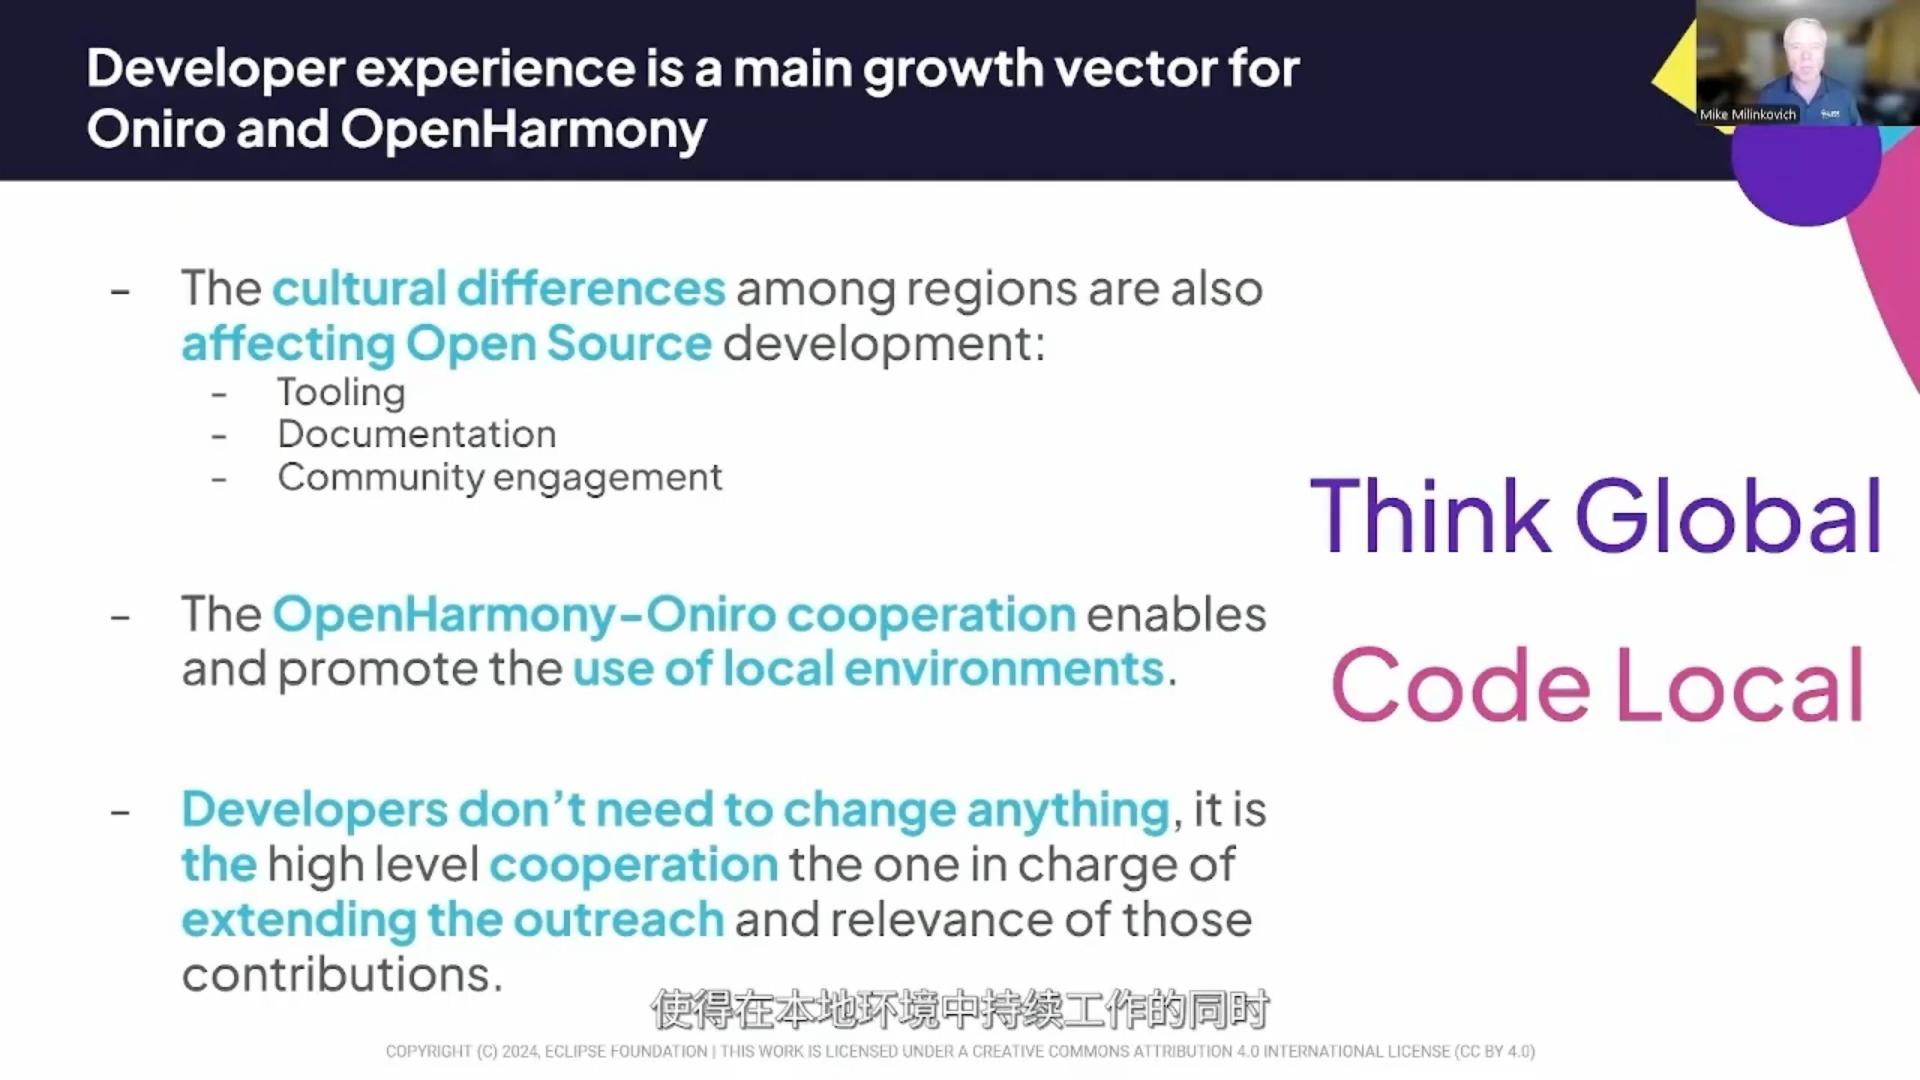 Developer experience is a main growth vector for
Oniro and OpenHarmony
Mike Milinkovich
- The cultural differences among regions are also
affecting Open Source development:
- Tooling
- Documentation
- Community engagement
Think Global
- The OpenHarmony-Oniro cooperation enables
and promote the use of local environments.
Code Local
- Developers don't need to change anything, it is
the high level cooperation the one in charge of
extending the outreach and relevance of those
contributions.
使得在本地环境中持续工作的同时
COPYRIGHT (C) 2024, ECLIPSE FOUNDATION | THIS WORK IS LICENSED UNDER A CREATIVE COMMONS ATTRIBUTION 4.0 INTERNATIONAL LICENSE (CC BY 4.0)